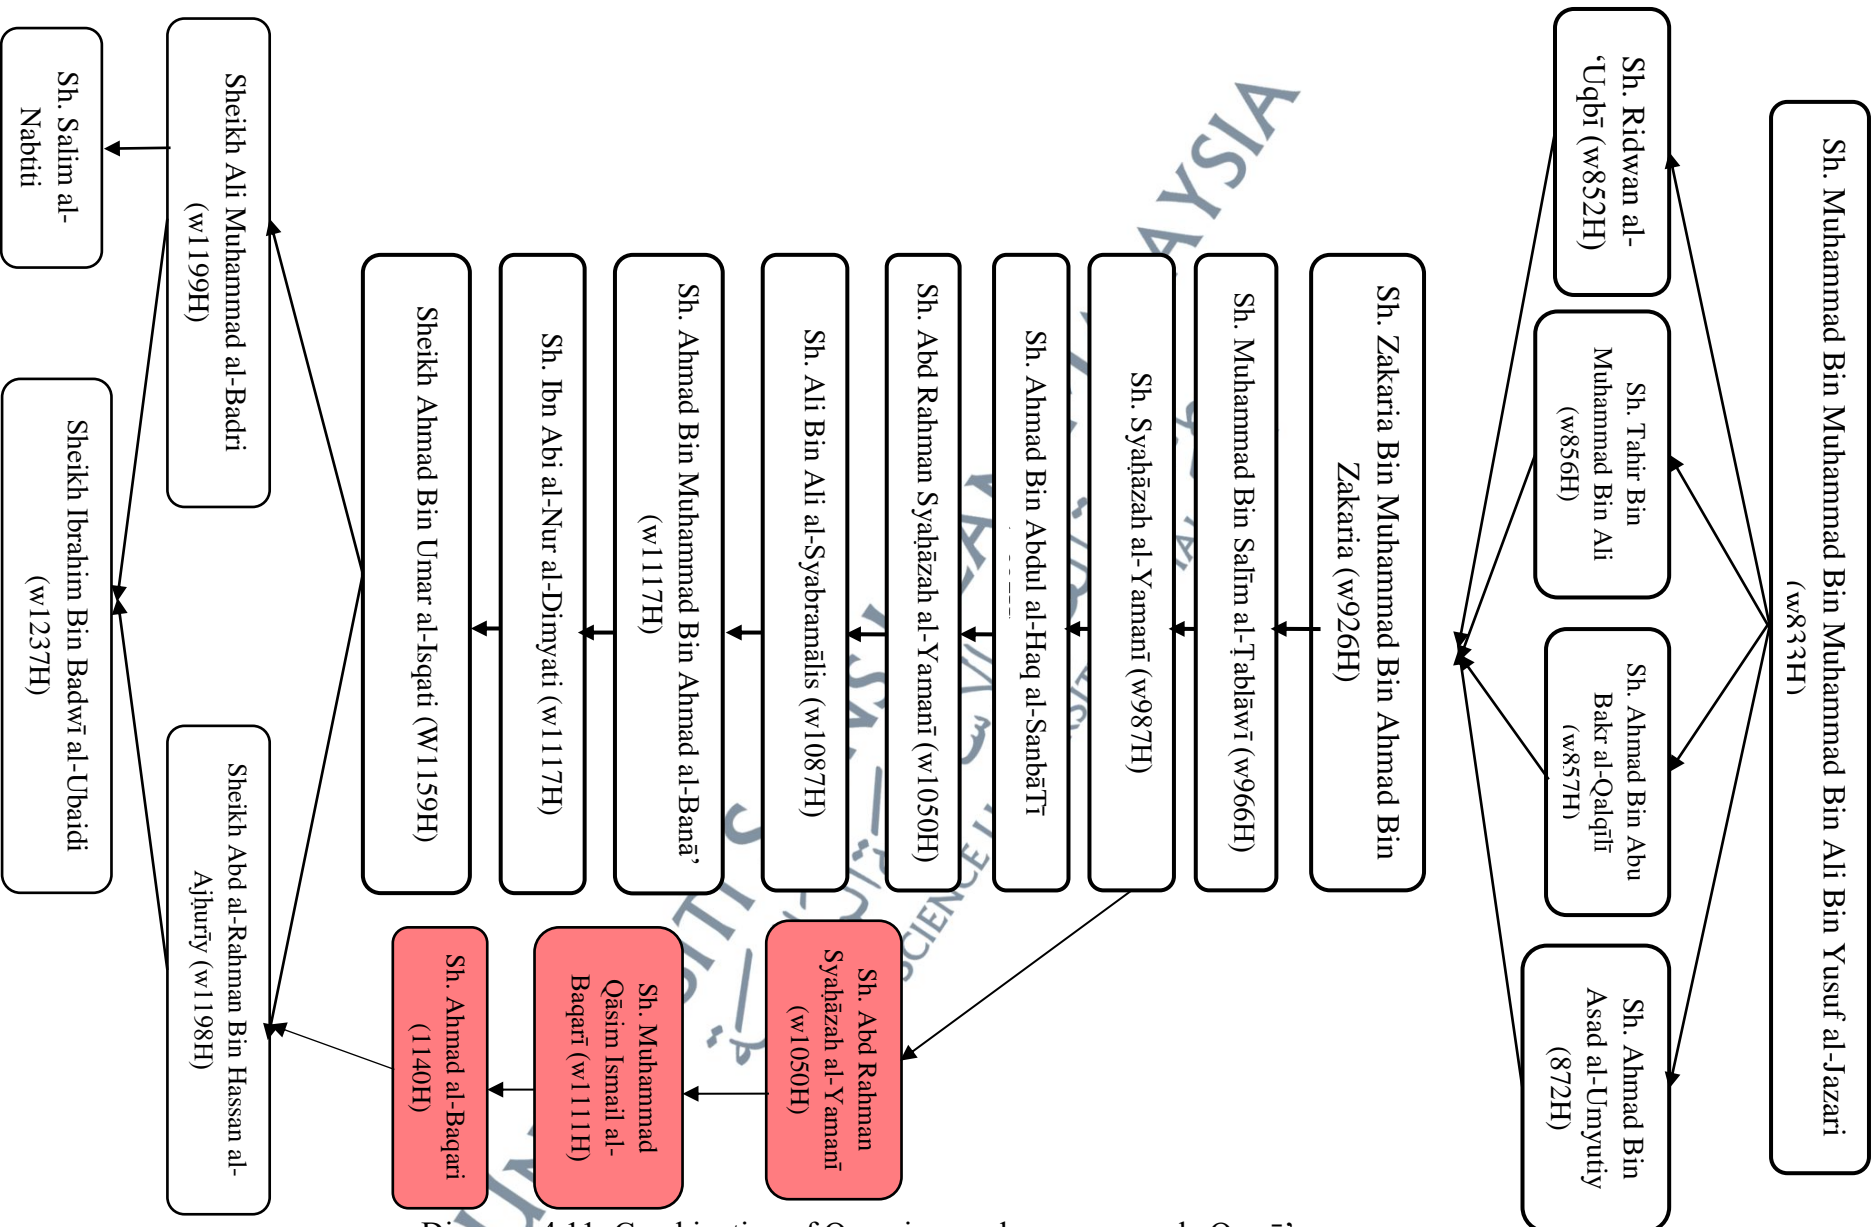 Sh. Muhammad Bin Muhammad Bin Muhammad Bin Muhammad Bin Ali Bin Yusuf al-Jazari
(w833H)
Sh. Ridwan al-
‘Uqbī (w852H)
Sh. Tahir Bin
Muhammad Bin Ali
(w856H)
Sh. Ahmad Bin Abu
Bakr al-Qalqīlī
(w857H)
Sh. Ahmad Bin
Asad al-Umyutiy
(872H)
Sh. Zakaria Bin Muhammad Bin Ahmad Bin
Zakaria (w926H)
Sh. Muhammad Bin Salīm al-Ṭablāwī (w966H)
Sh. Syaḥāzah al-Yamanī (w987H)
Sh. Ahmad Bin Abdul al-Haq al-SanbāTī
Sh. Abd Rahman Syaḥāzah al-Yamanī (w1050H)
Sh. Ali Bin Ali al-Syabramālis (w1087H)
Sh. Ahmad Bin Muhammad Bin Ahmad al-Banā’
(w1117H)
Sh. Ibn Abi al-Nur al-Dimyati (w1117H)
Sheikh Ahmad Bin Umar al-Isqati (W1159H)
Sh. Abd Rahman
Syaḥāzah al-Yamanī
(w1050H)
Sh. Muhammad
Qāsim Ismail al-
Baqarī (w1111H)
Sh. Ahmad al-Baqari
(1140H)
Sheikh Ali Muhammad al-Badri
(w1199H)
Sheikh Abd al-Rahman Bin Hassan al-
Ajḥurīy (w1198H)
Sh. Salim al-
Nabtiti
Sheikh Ibrahim Bin Badwī al-Ubaidi
(w1237H)